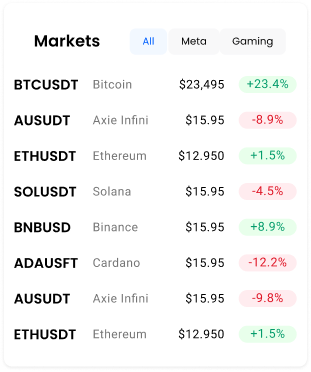 Markets All Meta Gaming
BTCUSDT Bitcoin $23,495 +23.4%
AUSUDT Axie Infini $15.95 -8.9%
ETHUSDT Ethereum $12.950 +1.5%
SOLUSDT Solana $15.95 -4.5%
BNBUSD Binance $15.95 +8.9%
ADAUSFT Cardano $15.95 -12.2%
AUSUDT Axie Infini $15.95 -9.8%
ETHUSDT Ethereum $12.950 +1.5%